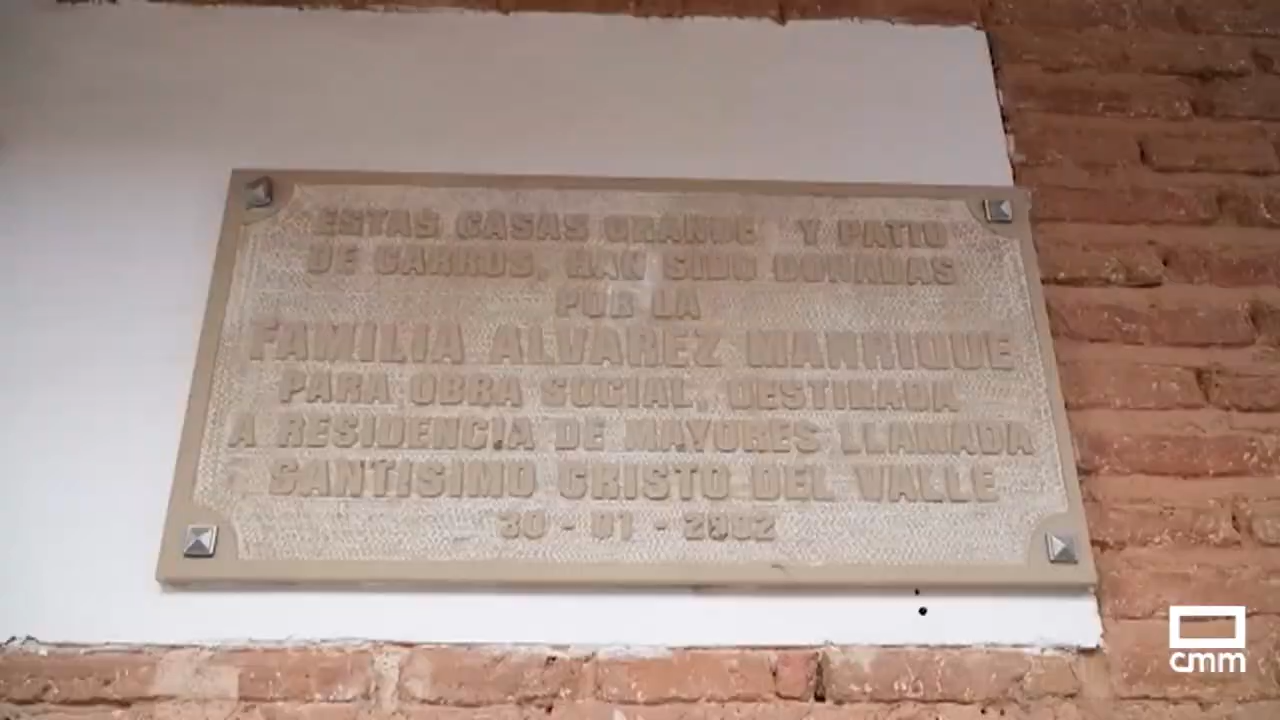 ESTAS CASAS GRANDE Y PATIO
DE CARROS, HAN SIDO DONADAS
POR LA
FAMILIA ALVAREZ MANRIQUE
PARA OBRA SOCIAL, DESTINADA
A RESIDENCIA DE MAYORES LLAMADA
SANTISIMO CRISTO DEL VALLE
30 - 01 - 2002
cmm